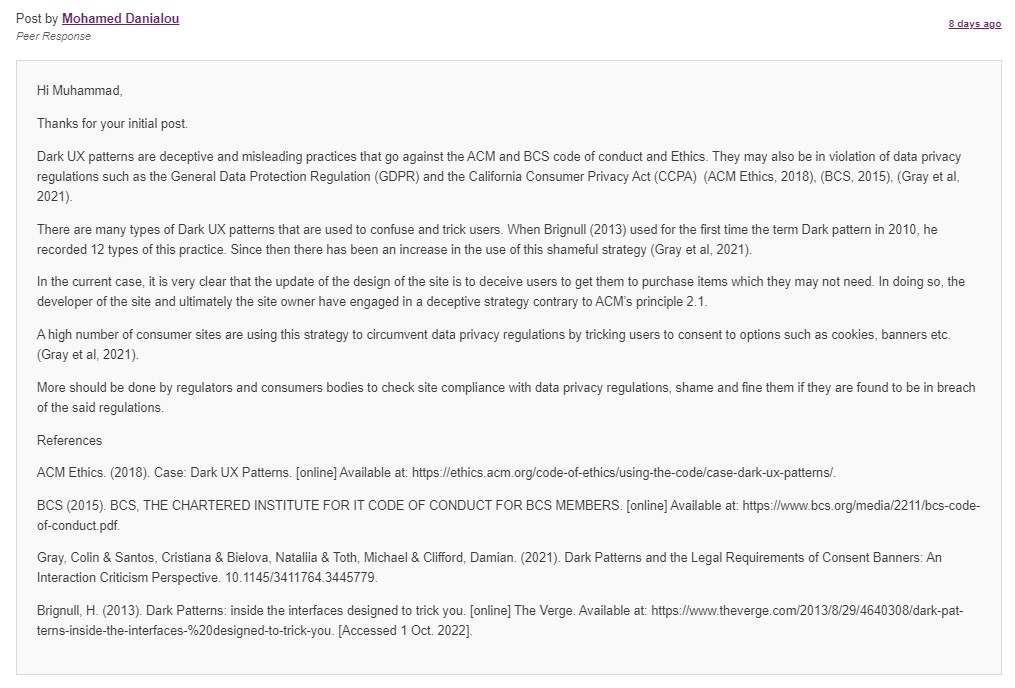 Post by Mohamed Danialou
8 days ago
Peer Response
Hi Muhammad,
Thanks for your initial post.
Dark UX patterns are deceptive and misleading practices that go against the ACM and BCS code of conduct and Ethics. They may also be in violation of data privacy
regulations such as the General Data Protection Regulation (GDPR) and the California Consumer Privacy Act (CCPA)  (ACM Ethics, 2018), (BCS, 2015), (Gray et al,
2021).
There are many types of Dark UX patterns that are used to confuse and trick users. When Brignull (2013) used for the first time the term Dark pattern in 2010, he
recorded 12 types of this practice. Since then there has been an increase in the use of this shameful strategy (Gray et al, 2021).
In the current case, it is very clear that the update of the design of the site is to deceive users to get them to purchase items which they may not need. In doing so, the
developer of the site and ultimately the site owner have engaged in a deceptive strategy contrary to ACM's principle 2.1.
A high number of consumer sites are using this strategy to circumvent data privacy regulations by tricking users to consent to options such as cookies, banners etc.
(Gray et al, 2021).
More should be done by regulators and consumers bodies to check site compliance with data privacy regulations, shame and fine them if they are found to be in breach
of the said regulations.
References
ACM Ethics. (2018). Case: Dark UX Patterns. [online] Available at: https://ethics.acm.org/code-of-ethics/using-the-code/case-dark-ux-patterns/.
BCS (2015). BCS, THE CHARTERED INSTITUTE FOR IT CODE OF CONDUCT FOR BCS MEMBERS. [online] Available at: https://www.bcs.org/media/2211/bcs-code-
of-conduct.pdf.
Gray, Colin & Santos, Cristiana & Bielova, Nataliia & Toth, Michael & Clifford, Damian. (2021). Dark Patterns and the Legal Requirements of Consent Banners: An
Interaction Criticism Perspective. 10.1145/3411764.3445779.
Brignull, H. (2013). Dark Patterns: inside the interfaces designed to trick you. [online] The Verge. Available at: https://www.theverge.com/2013/8/29/4640308/dark-pat-
terns-inside-the-interfaces-%20designed-to-trick-you. [Accessed 1 Oct. 2022].